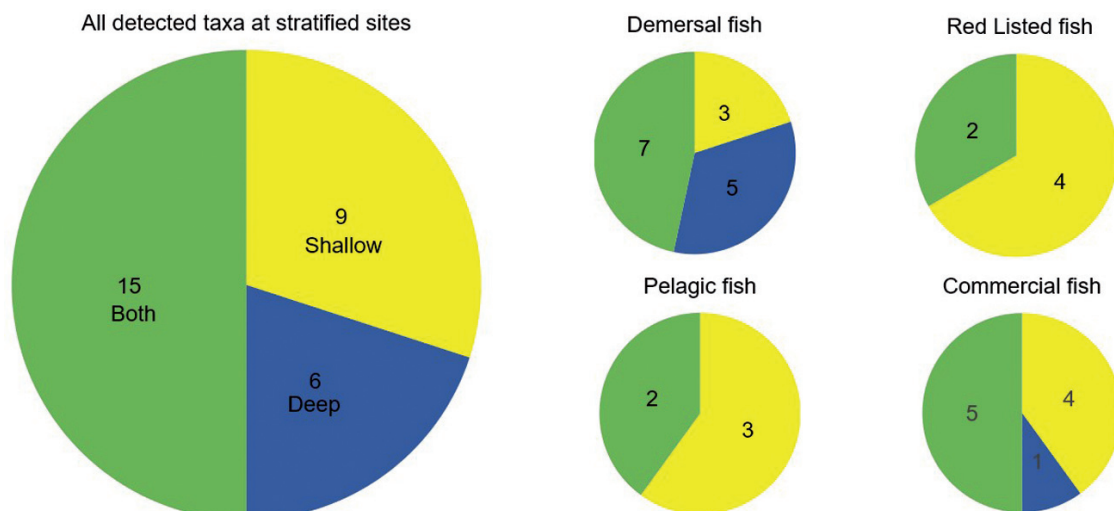 All detected taxa at stratified sites
9
Shallow
15
Both
6
Deep
Demersal fish
3
7
5
Red Listed fish
2
4
Pelagic fish
2
3
Commercial fish
5
4
1